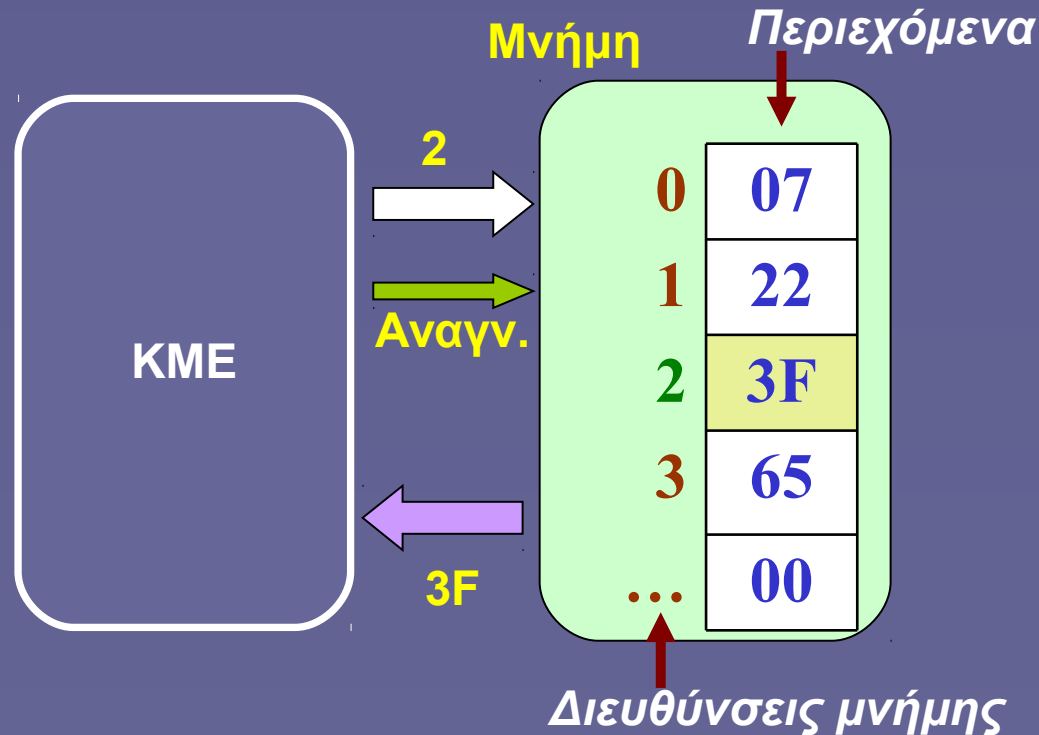 Περιεχόμενα
Μνήμη
2
0 07
1 22
Αναγν.
ΚΜΕ
2 3F
3 65
3F
... 00
Διευθύνσεις μνήμης